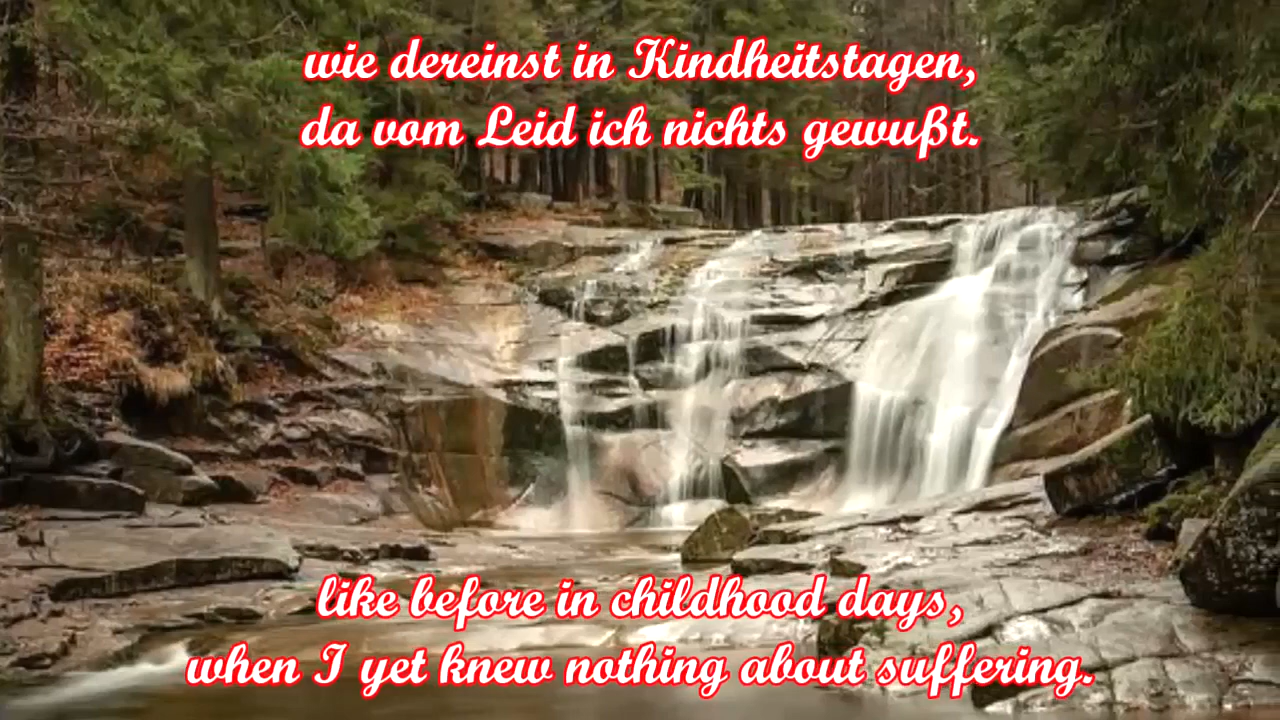 wie dereinst in Kindheitstagen,
da vom Leid ich nichts gewußt.
like before in childhood days,
when I yet knew nothing about suffering.